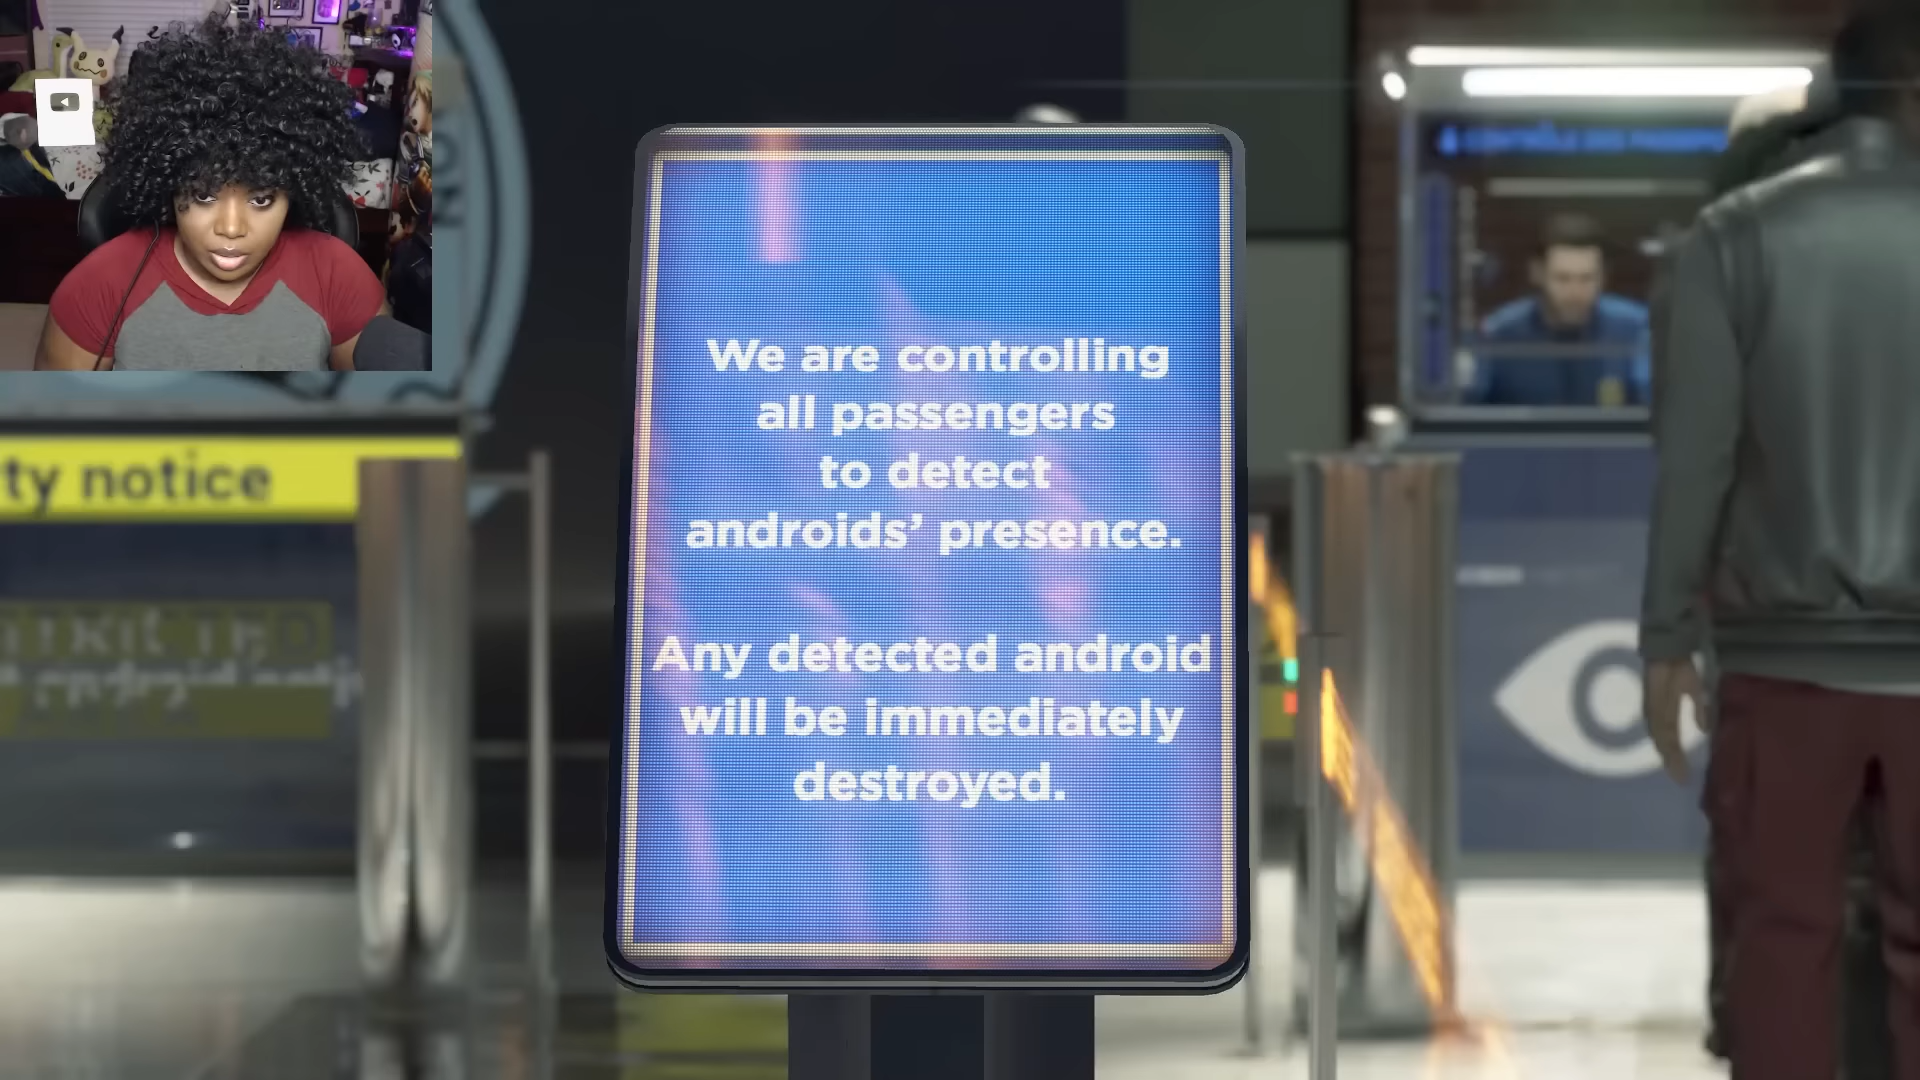 We are controlling
all passengers
to detect
androids’ presence.
Any detected android
will be immediately
destroyed.
ty notice